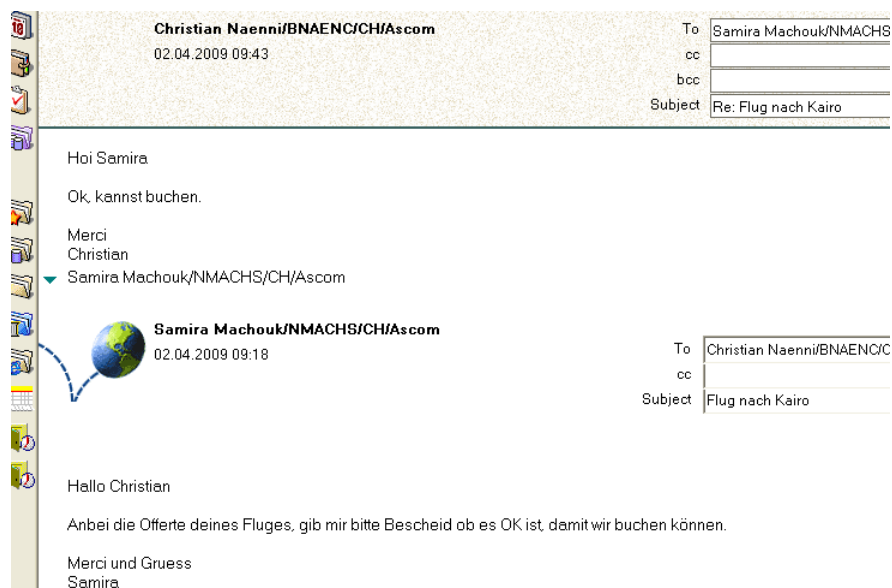 Christian Naenni/BNAENC/CH/Ascom
02.04.2009 09:43
To Samira Machouk/NMACHS
cc
bcc
Subject Re: Flug nach Kairo
Hoi Samira
Ok, kannst buchen.
Merci
Christian
Samira Machouk/NMACHS/CH/Ascom
Samira Machouk/NMACHS/CH/Ascom
02.04.2009 09:18
To Christian Naenni/BNAENC/C
cc
Subject Flug nach Kairo
Hallo Christian
Anbei die Offerte deines Fluges, gib mir bitte Bescheid ob es OK ist, damit wir buchen können.
Merci und Gruess
Samira